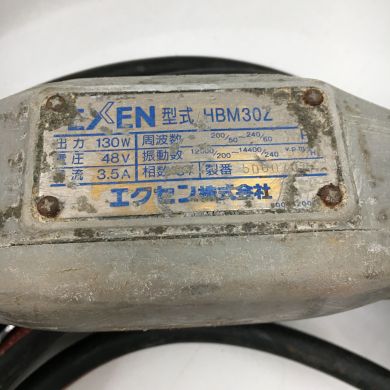 EXEN 型式 HBM30Z
出力 130W 周波数 200/50 240/60 H
電圧 48V 振動数 12000/200 14400/240 v.p.m
電流 3.5A 相数 製番
エクセン株式会社